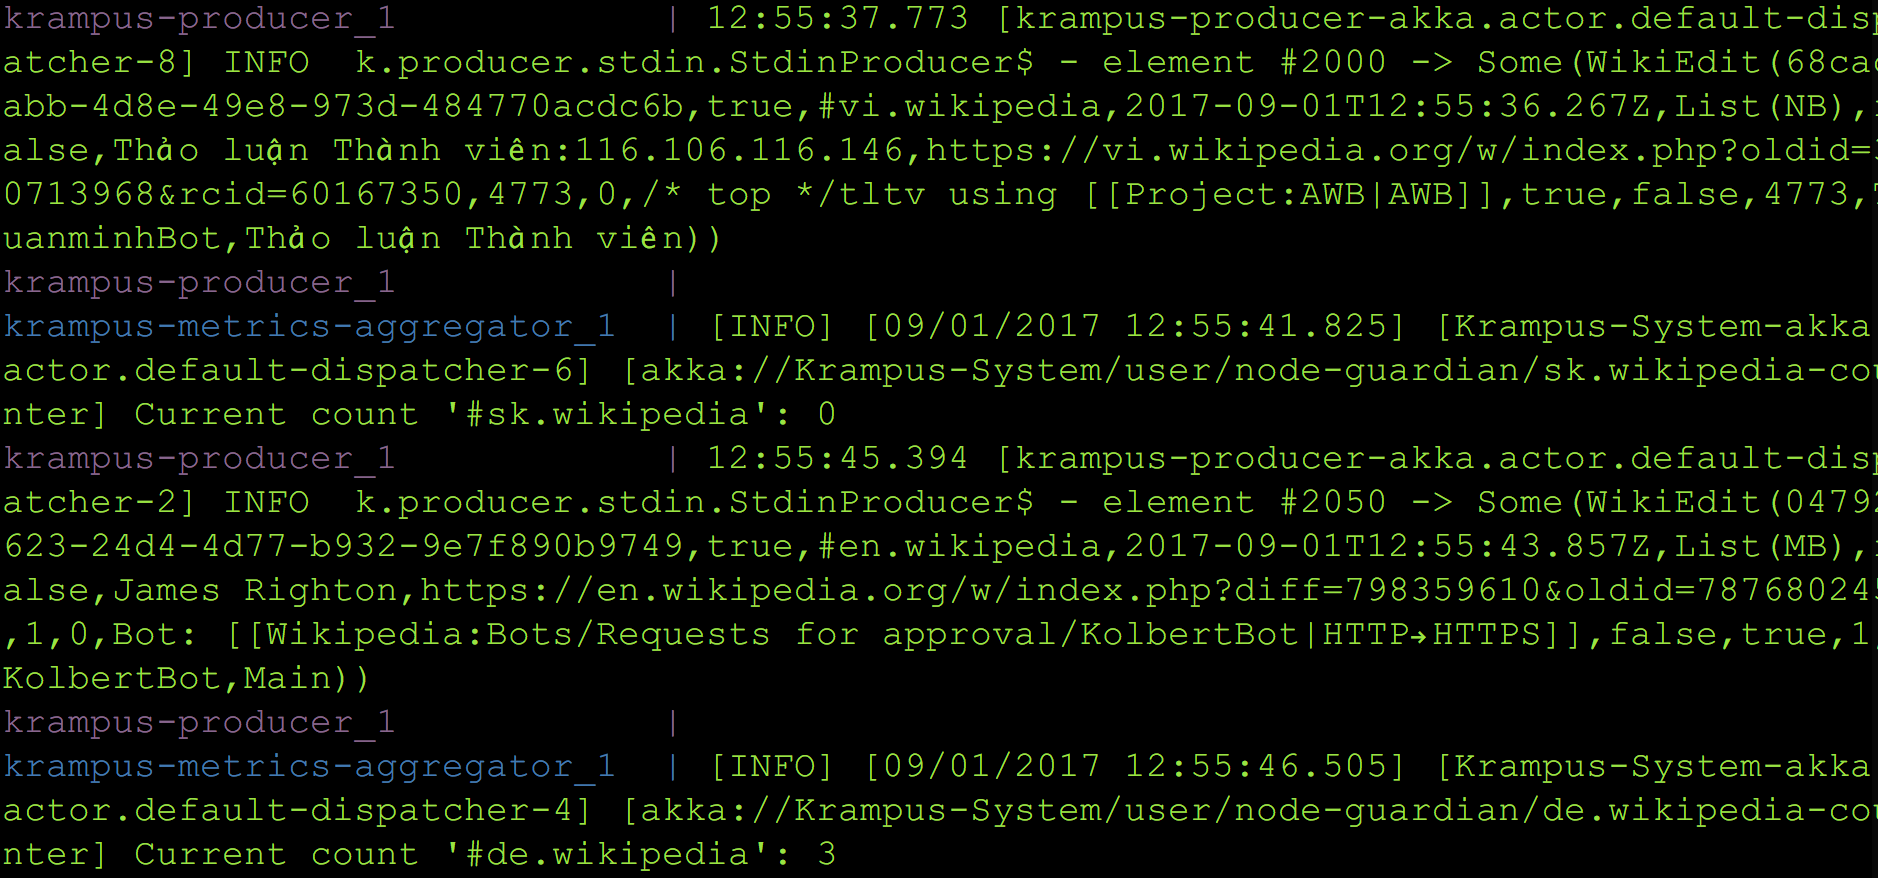 krampus-producer_1 | 12:55:37.773 [krampus-producer-akka.actor.default-disp
atcher-8] INFO k.producer.stdin.StdinProducer$ - element #2000 -> Some(WikiEdit(68cac
abb-4d8e-49e8-973d-484770acdc6b,true,#vi.wikipedia,2017-09-01T12:55:36.267Z,List(NB),f
alse,Thảo luận Thành viên:116.106.116.146,https://vi.wikipedia.org/w/index.php?oldid=3
0713968&rcid=60167350,4773,0,/* top */tltv using [[Project:AWB|AWB]],true,false,4773,T
uanminhBot,Thảo luận Thành viên))
krampus-producer_1 |
krampus-metrics-aggregator_1 | [INFO] [09/01/2017 12:55:41.825] [Krampus-System-akka
actor.default-dispatcher-6] [akka://Krampus-System/user/node-guardian/sk.wikipedia-cou
nter] Current count '#sk.wikipedia': 0
krampus-producer_1 | 12:55:45.394 [krampus-producer-akka.actor.default-disp
atcher-2] INFO k.producer.stdin.StdinProducer$ - element #2050 -> Some(WikiEdit(04792
623-24d4-4d77-b932-9e7f890b9749,true,#en.wikipedia,2017-09-01T12:55:43.857Z,List(MB),f
alse,James Righton,https://en.wikipedia.org/w/index.php?diff=798359610&oldid=787680245
,1,0,Bot: [[Wikipedia:Bots/Requests for approval/KolbertBot|HTTP→HTTPS]],false,true,1,
KolbertBot,Main))
krampus-producer_1 |
krampus-metrics-aggregator_1 | [INFO] [09/01/2017 12:55:46.505] [Krampus-System-akka
actor.default-dispatcher-4] [akka://Krampus-System/user/node-guardian/de.wikipedia-cou
nter] Current count '#de.wikipedia': 3